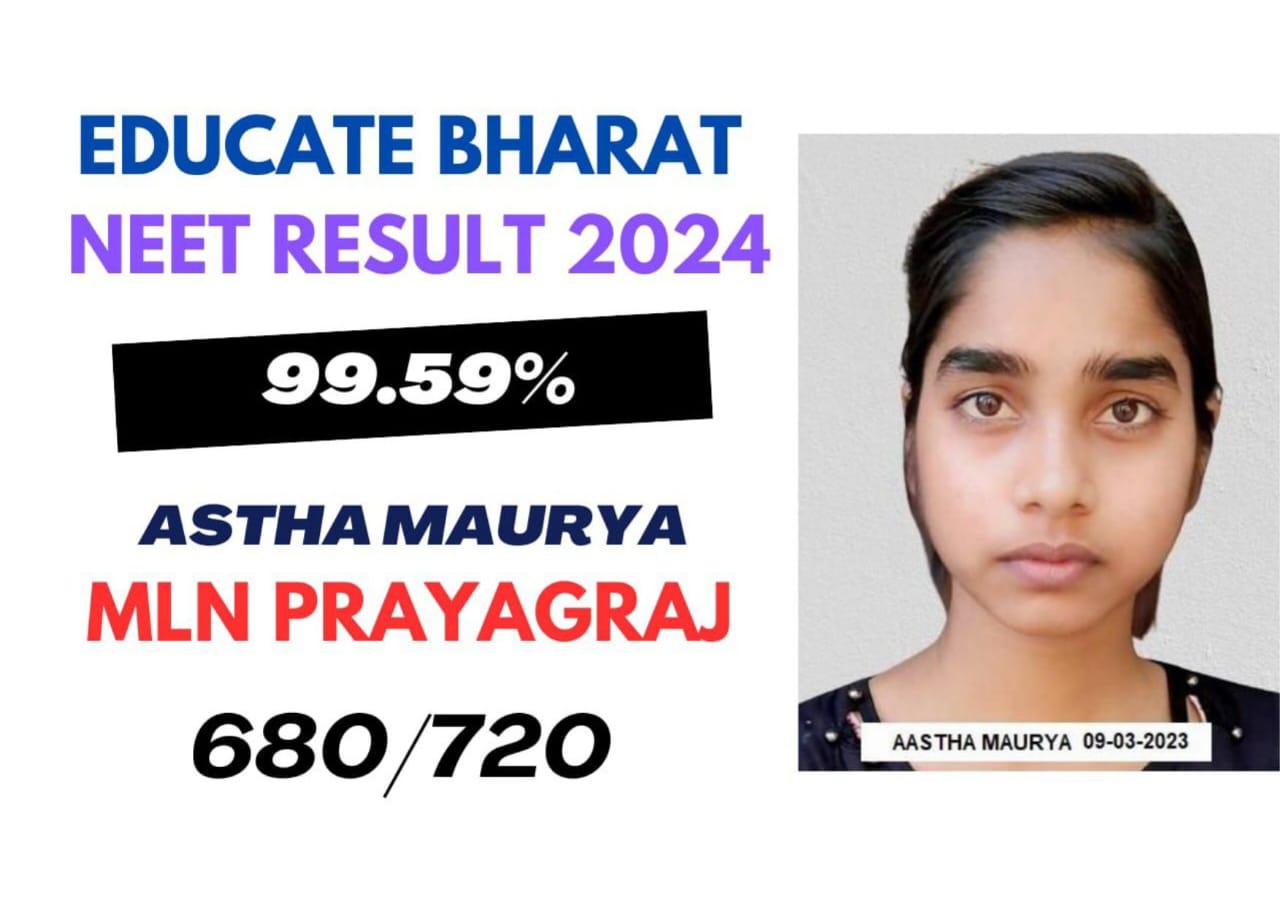 EDUCATE BHARAT
NEET RESULT 2024
99.59%
ASTHA MAURYA
MLN PRAYAGRAJ
680/720
AASTHA MAURYA 09-03-2023